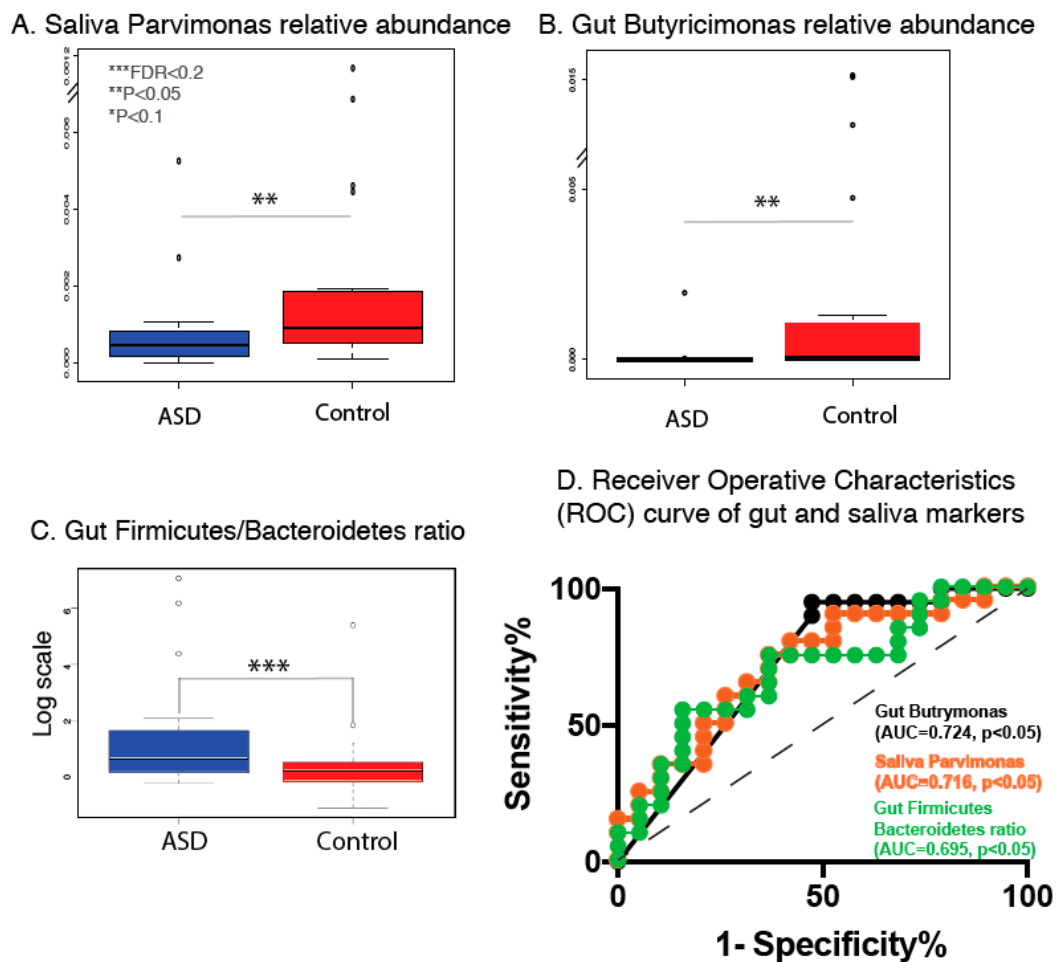 A. Saliva Parvimonas relative abundance
0.0012
0.006
0.004
0.002
0.000
***FDR<0.2
**P<0.05
*P<0.1
**
ASD
Control
B. Gut Butyricimonas relative abundance
0.015
0.005
0.000
**
ASD
Control
C. Gut Firmicutes/Bacteroidetes ratio
Log scale
6
4
2
0
***
ASD
Control
D. Receiver Operative Characteristics
(ROC) curve of gut and saliva markers
Sensitivity%
100
50
0
Gut Butrymonas
(AUC=0.724, p<0.05)
Saliva Parvimonas
(AUC=0.716, p<0.05)
Gut Firmicutes
Bacteroidetes ratio
(AUC=0.695, p<0.05)
0
50
100
1- Specificity%